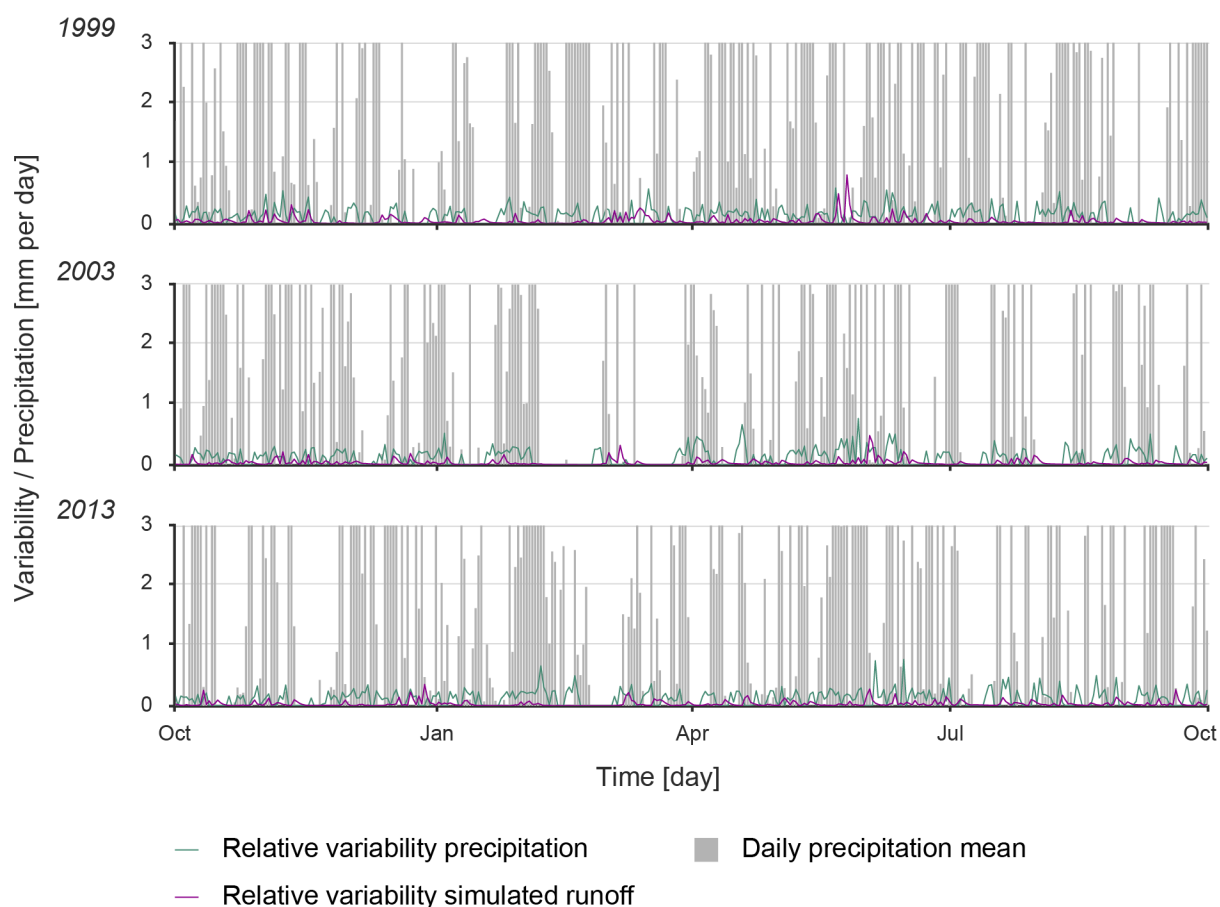 1999
3
2
1
0
2003
3
2
1
0
2013
3
2
1
0
Variability / Precipitation [mm per day]
Oct Jan Apr Jul Oct
Time [day]
Relative variability precipitation
Daily precipitation mean
Relative variability simulated runoff